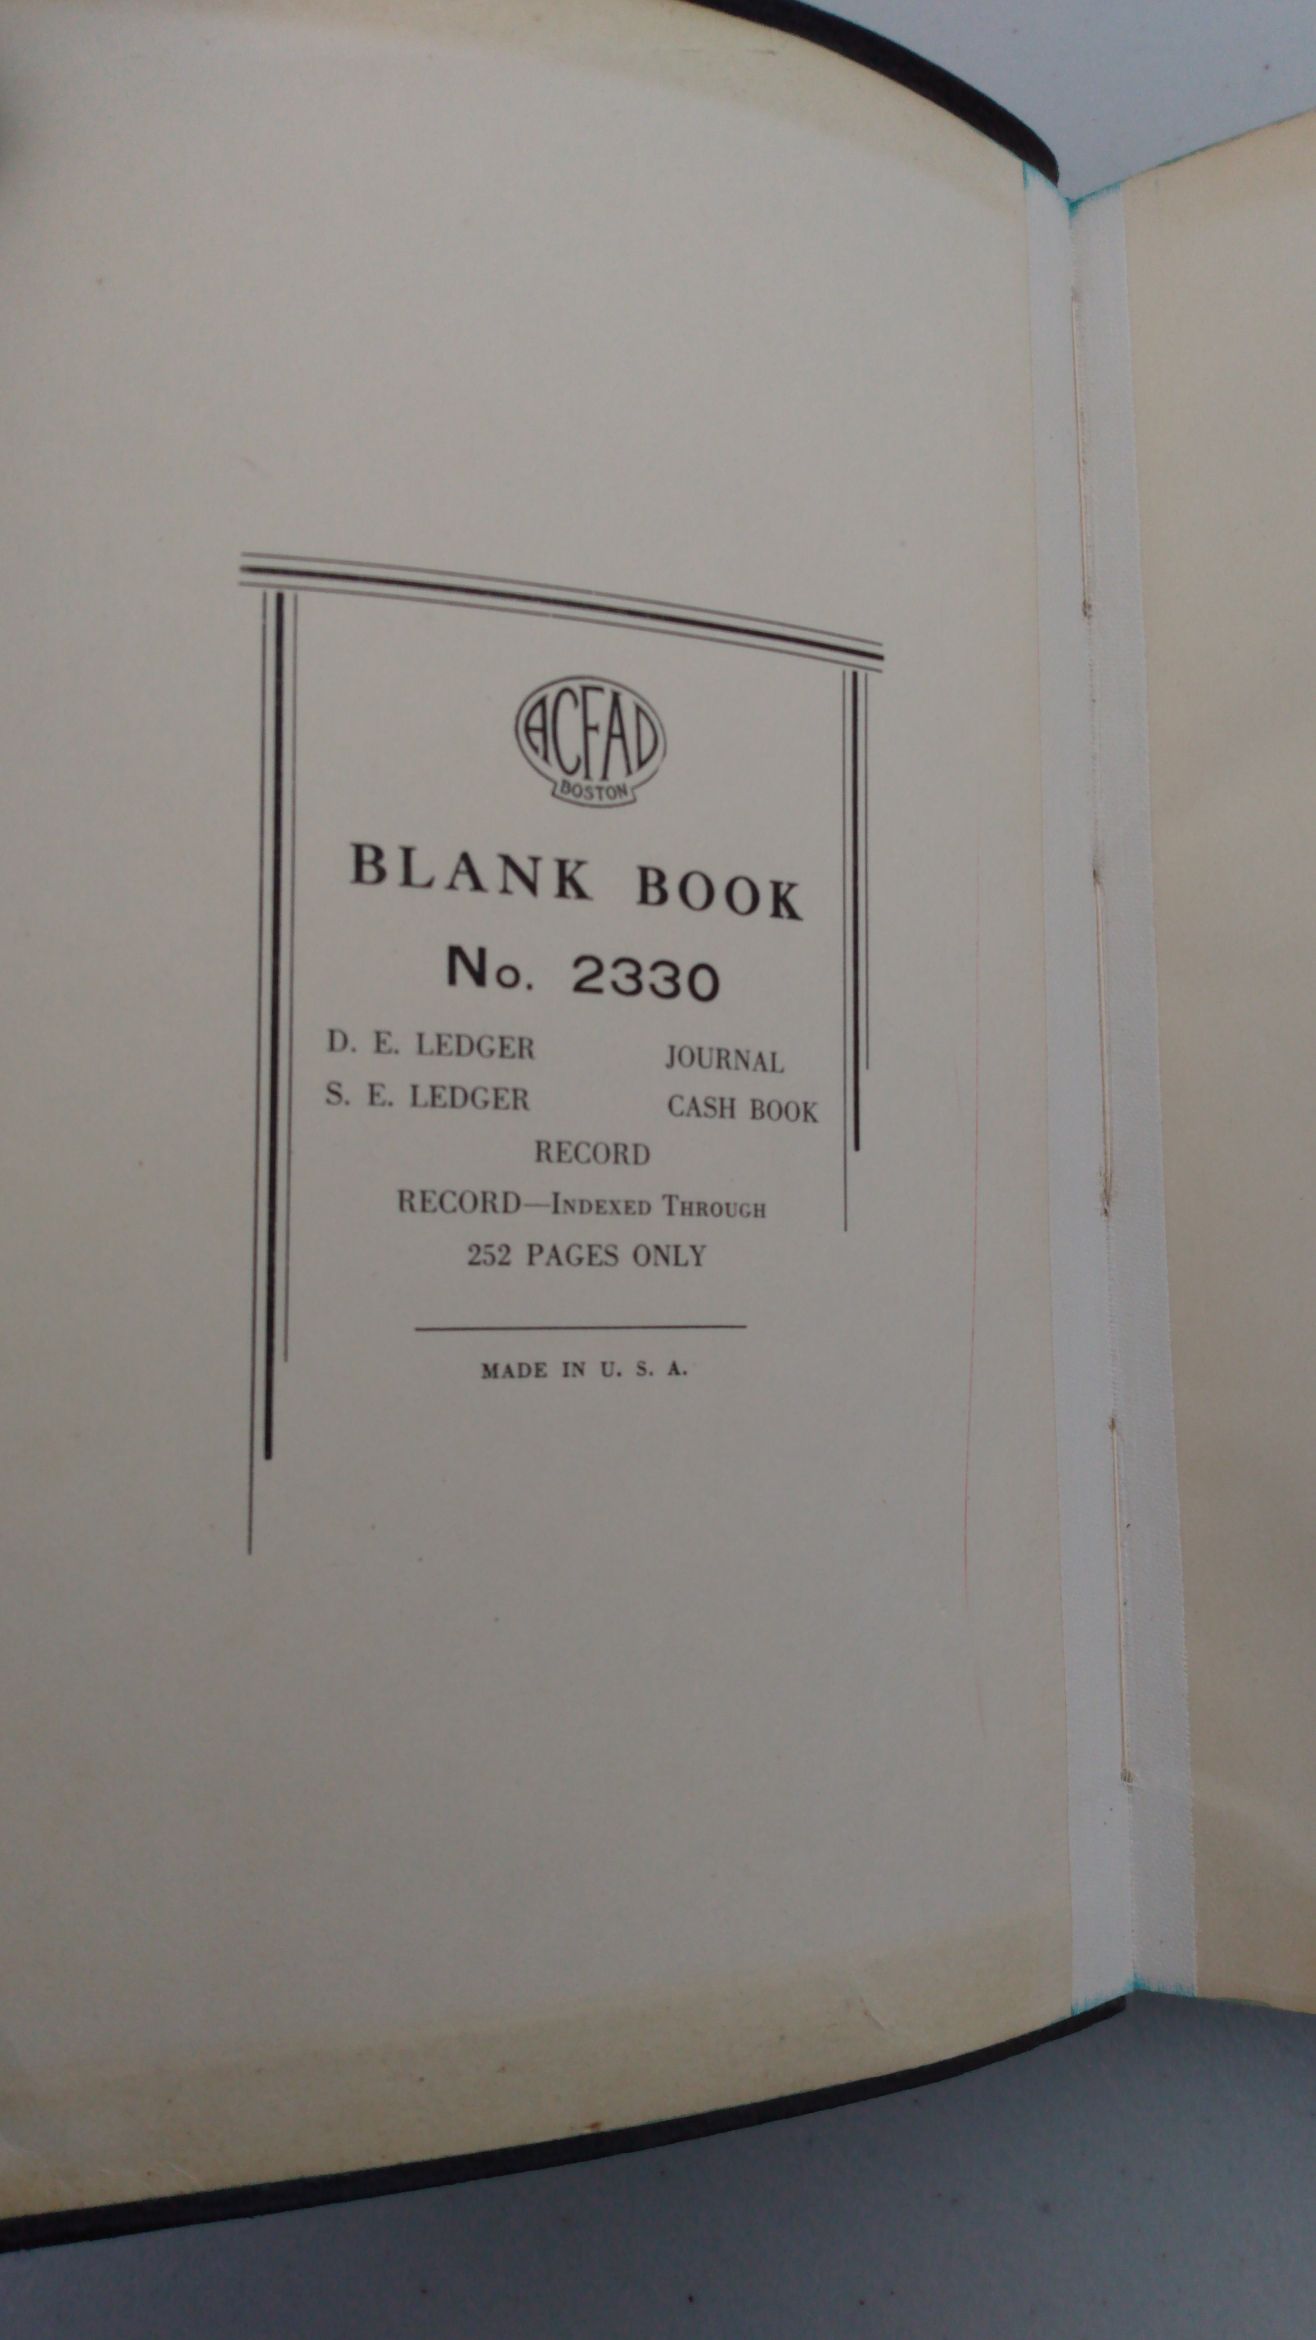 ACFAD
BOSTON
BLANK BOOK
No. 2330
D. E. LEDGER JOURNAL
S. E. LEDGER CASH BOOK
RECORD
RECORD—INDEXED THROUGH
252 PAGES ONLY
MADE IN U. S. A.